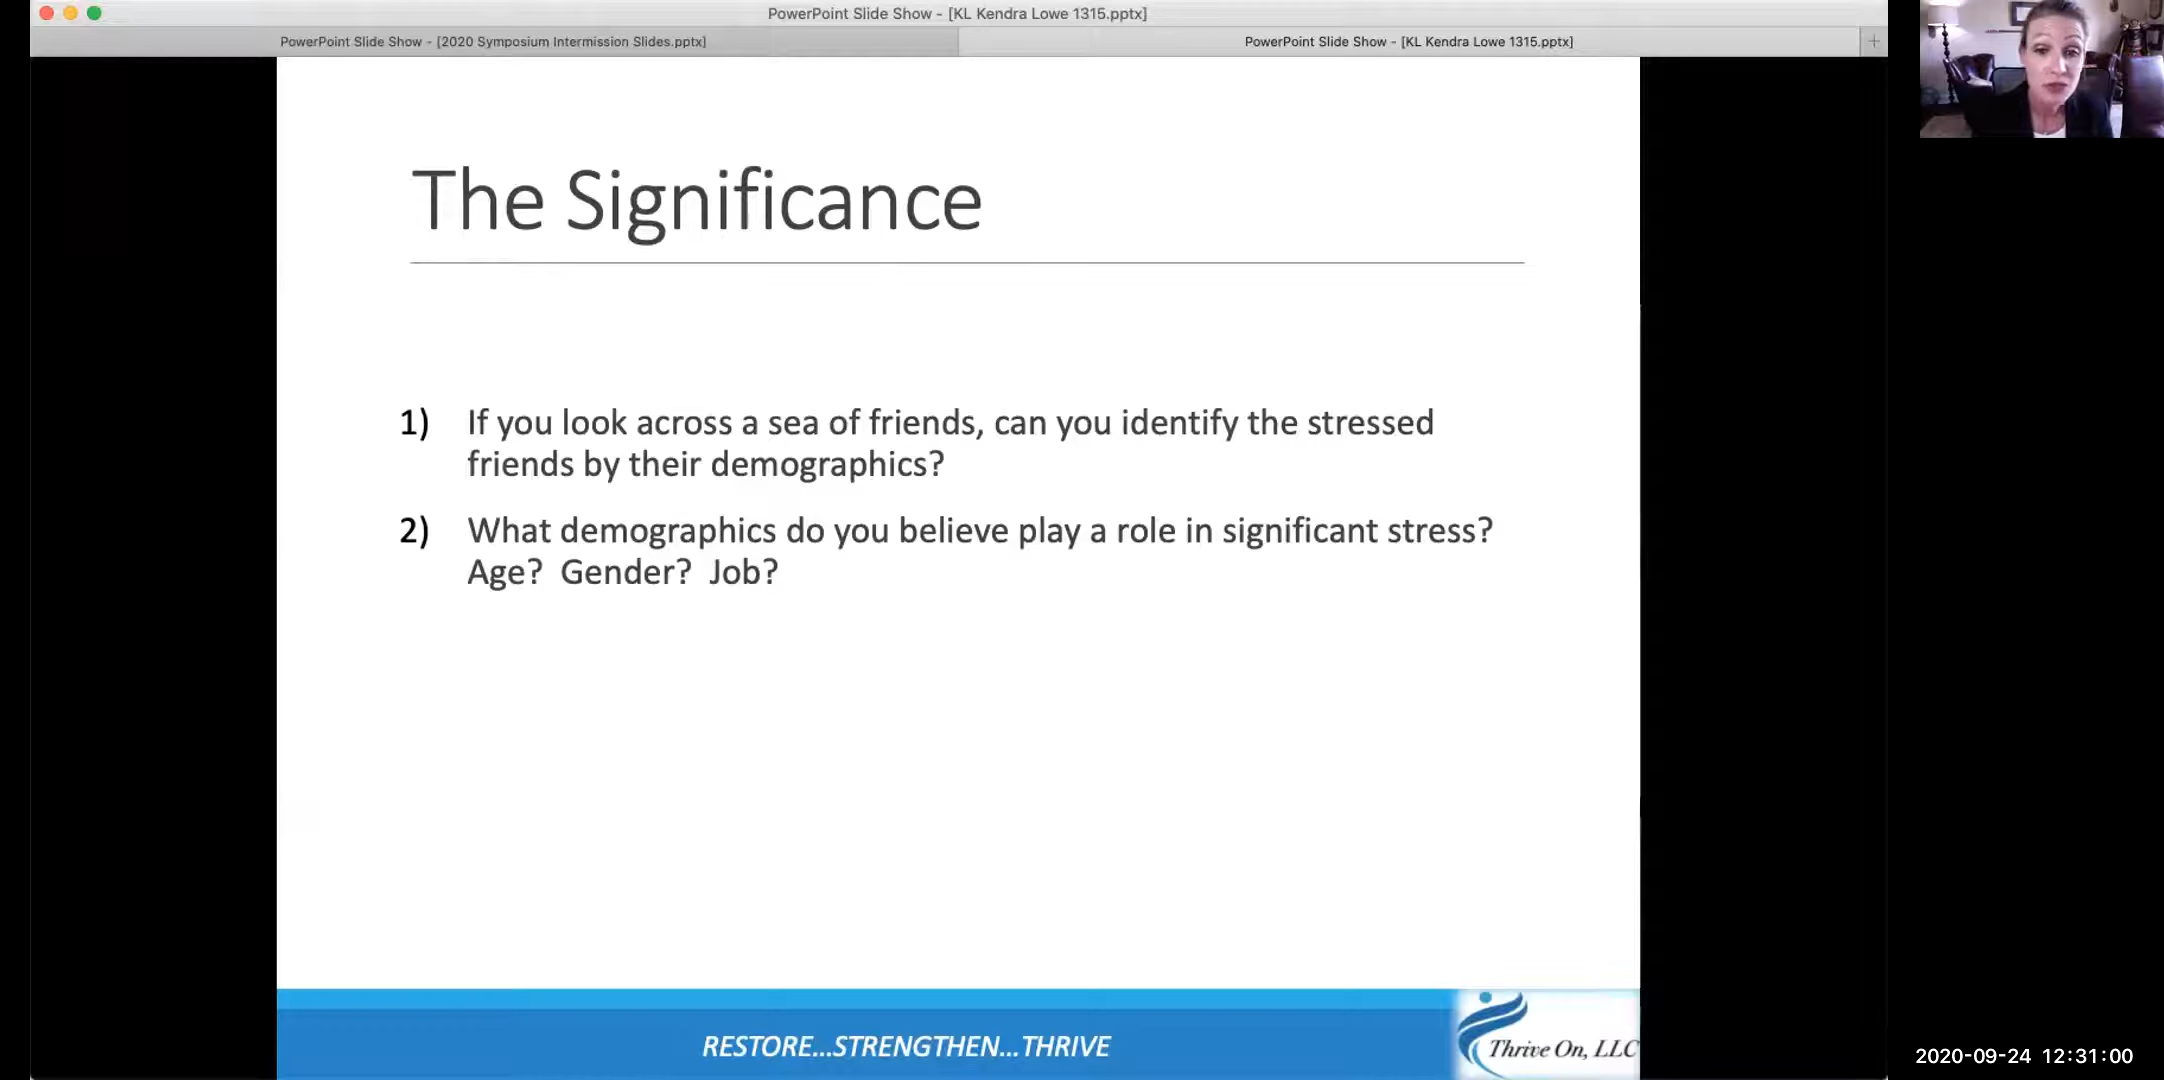 PowerPoint Slide Show - [KL Kendra Lowe 1315.pptx]
PowerPoint Slide Show - [2020 Symposium Intermission Slides.pptx]
PowerPoint Slide Show - [KL Kendra Lowe 1315.pptx]
The Significance
1) If you look across a sea of friends, can you identify the stressed
friends by their demographics?
2) What demographics do you believe play a role in significant stress?
Age? Gender? Job?
RESTORE...STRENGTHEN...THRIVE
Thrive On, LLC
2020-09-24 12:31:00